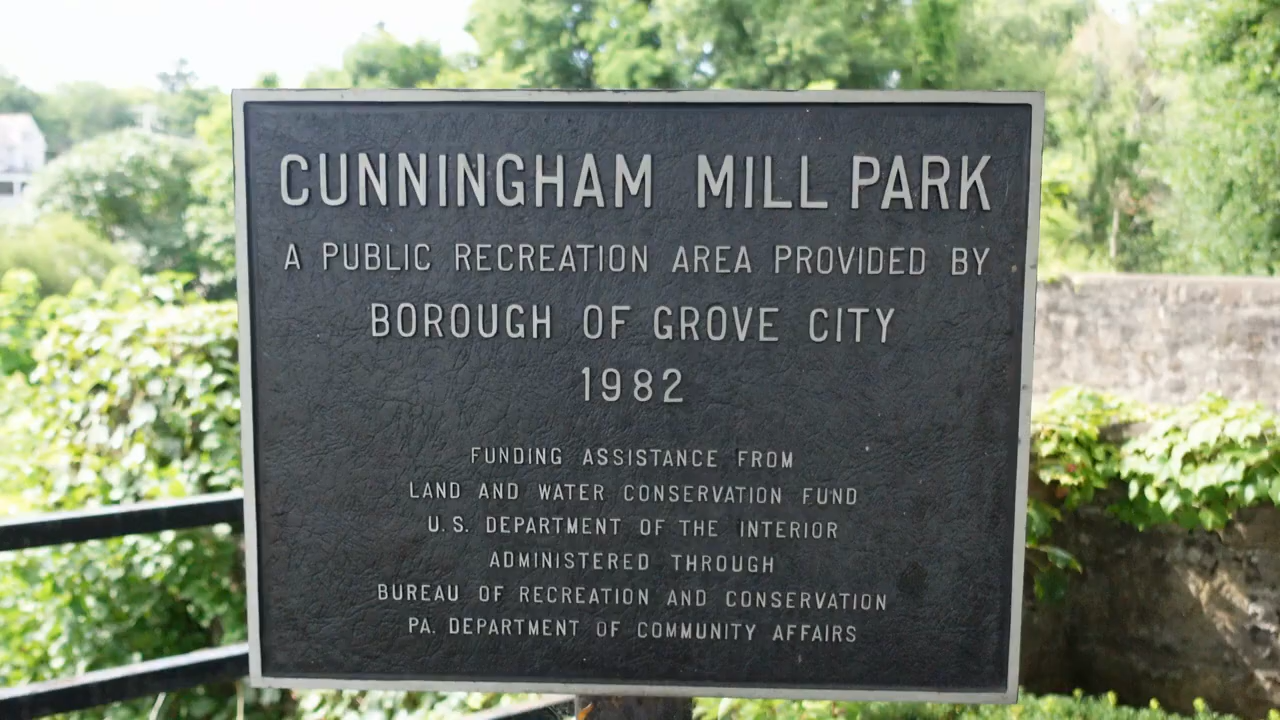 CUNNINGHAM MILL PARK
A PUBLIC RECREATION AREA PROVIDED BY
BOROUGH OF GROVE CITY
1982
FUNDING ASSISTANCE FROM
LAND AND WATER CONSERVATION FUND
U.S. DEPARTMENT OF THE INTERIOR
ADMINISTERED THROUGH
BUREAU OF RECREATION AND CONSERVATION
PA. DEPARTMENT OF COMMUNITY AFFAIRS